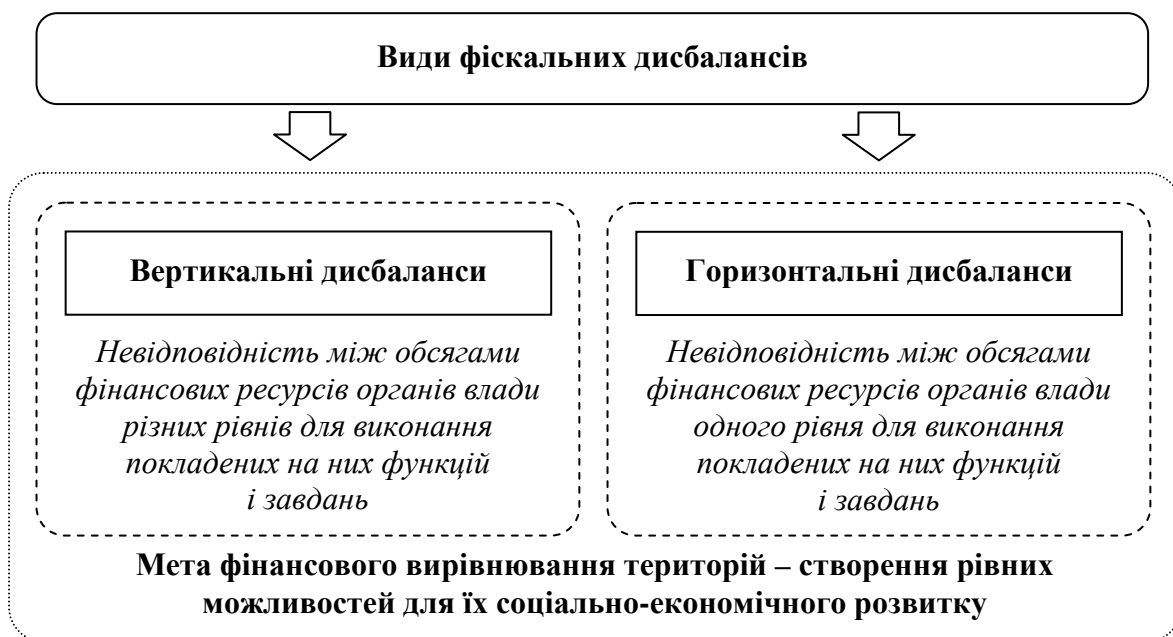 Види фіскальних дисбалансів
Вертикальні дисбаланси
Невідповідність між обсягами
фінансових ресурсів органів влади
різних рівнів для виконання
покладених на них функцій
і завдань
Горизонтальні дисбаланси
Невідповідність між обсягами
фінансових ресурсів органів влади
одного рівня для виконання
покладених на них функцій
і завдань
Мета фінансового вирівнювання територій – створення рівних
можливостей для їх соціально-економічного розвитку